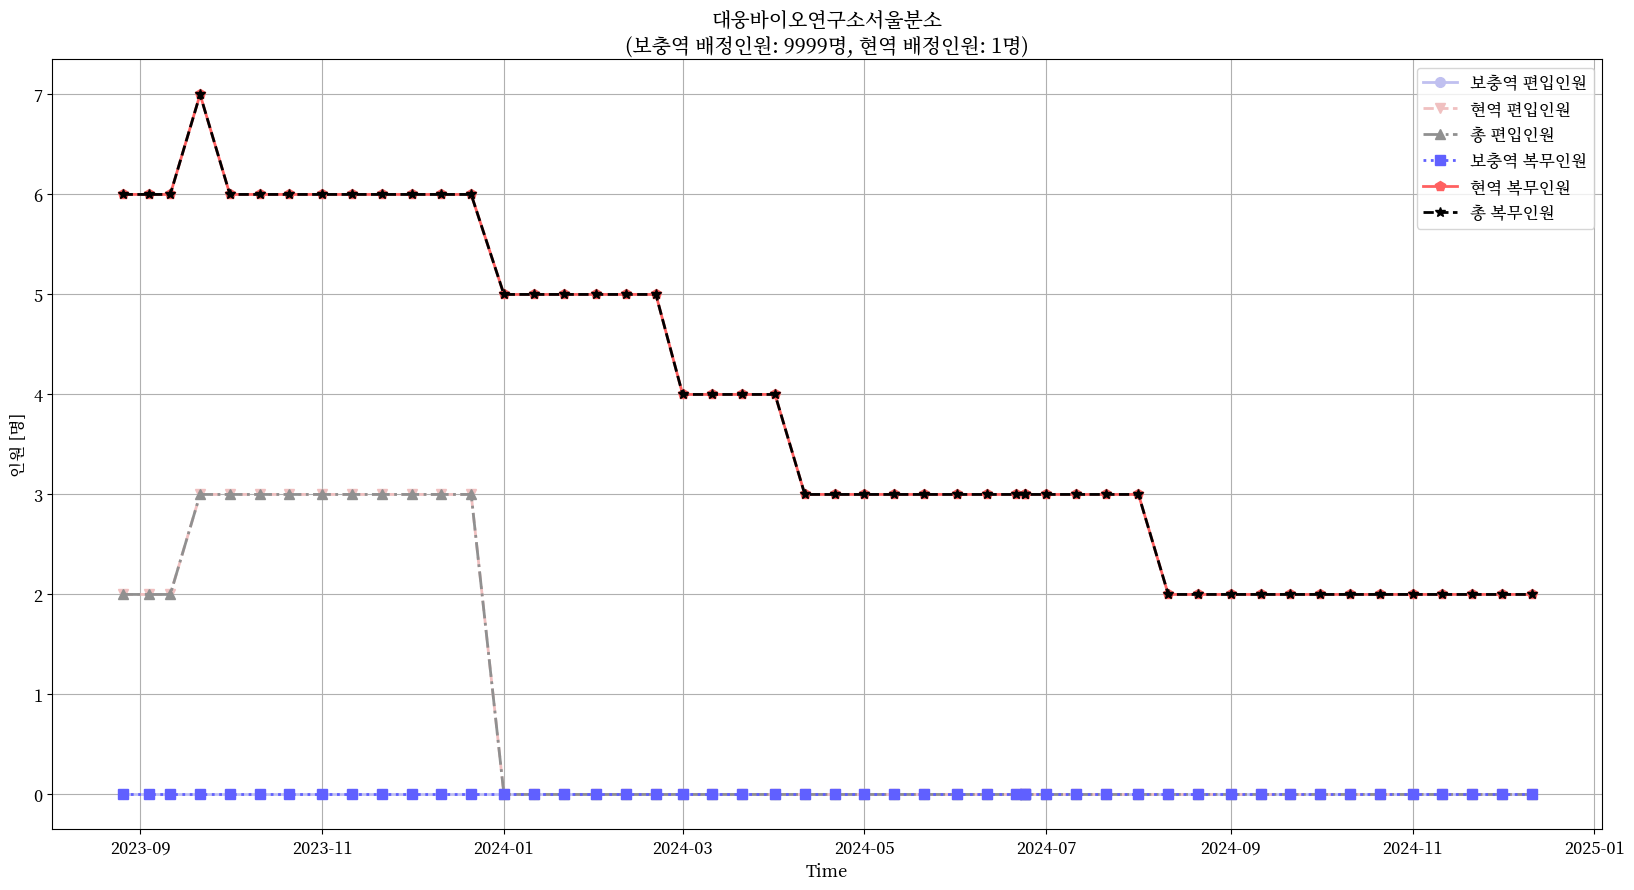 대웅바이오연구소서울분소
(보충역 배정인원: 9999명, 현역 배정인원: 1명)
보충역 편입인원
현역 편입인원
총 편입인원
보충역 복무인원
현역 복무인원
총 복무인원
7
6
5
4
3
2
1
0
인원 [명]
2023-09
2023-11
2024-01
2024-03
2024-05
2024-07
2024-09
2024-11
2025-01
Time